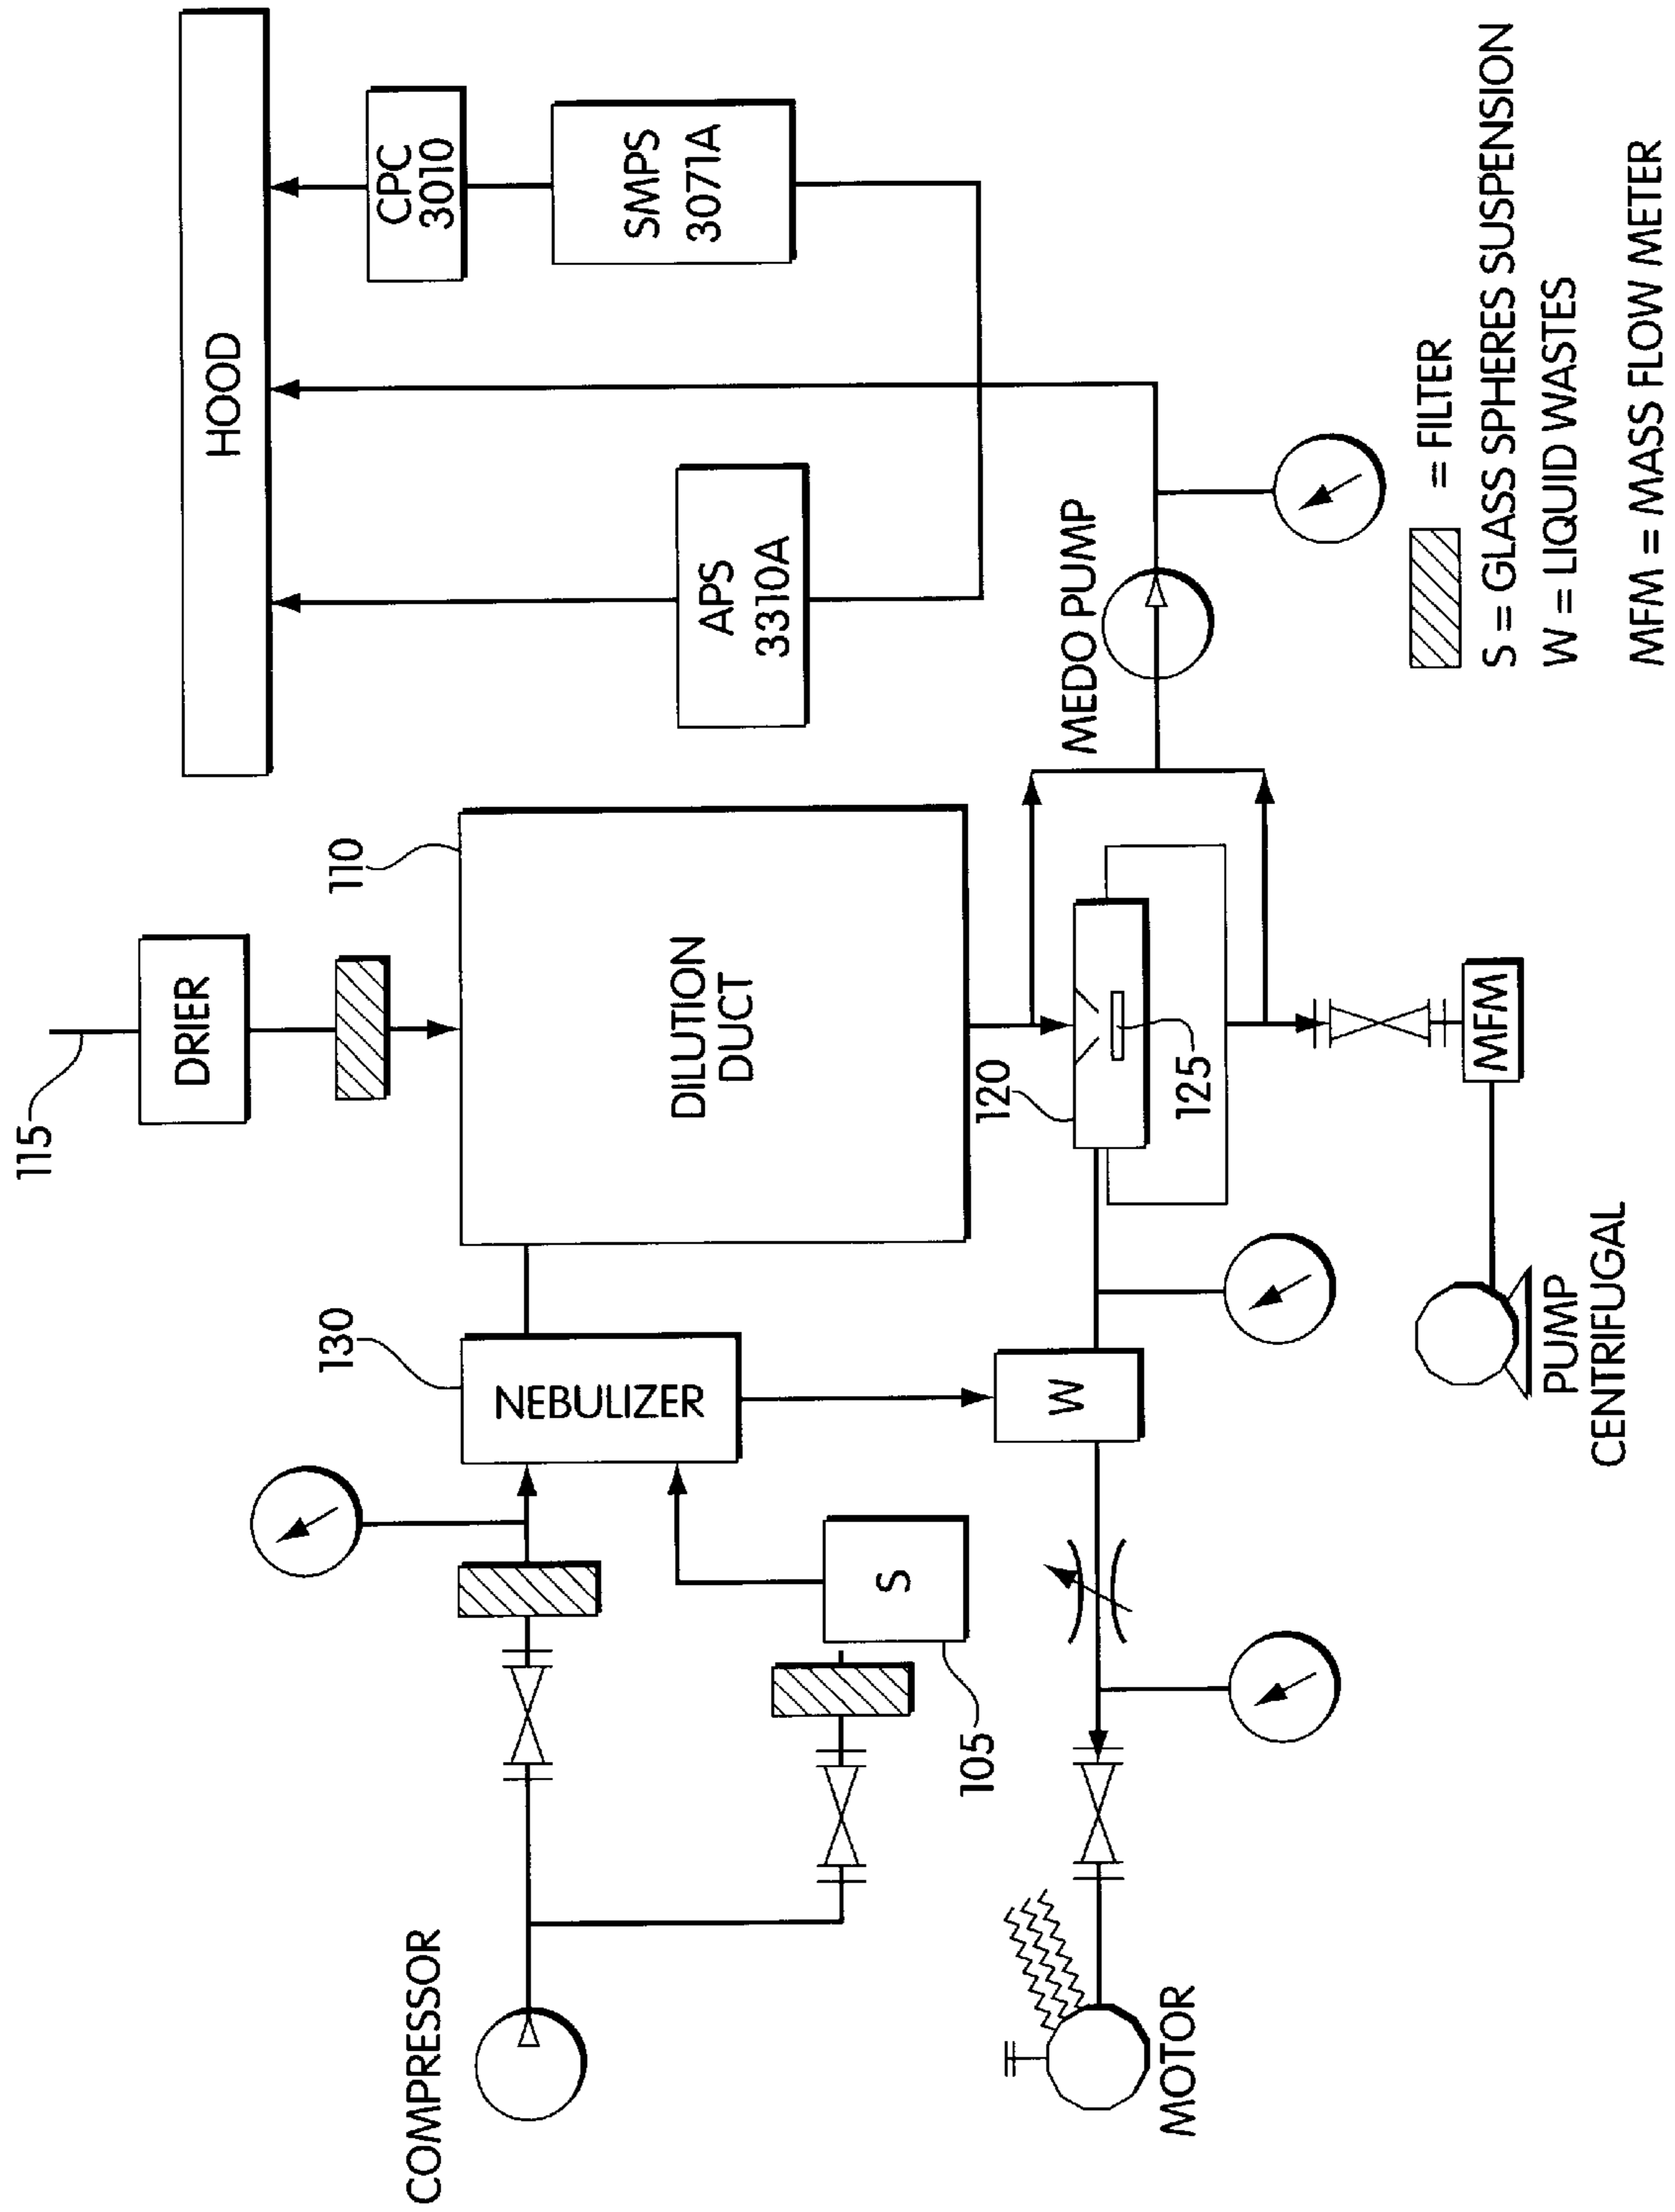 HOOD
CPC
3010
SMPS
3071A
APS
3310A
115
DRIER
110
DILUTION
DUCT
MEDO PUMP
120
125
130
NEBULIZER
W
S
105
COMPRESSOR
MOTOR
MFM
PUMP
CENTRIFUGAL
= FILTER
S = GLASS SPHERES SUSPENSION
W = LIQUID WASTES
MFM = MASS FLOW METER